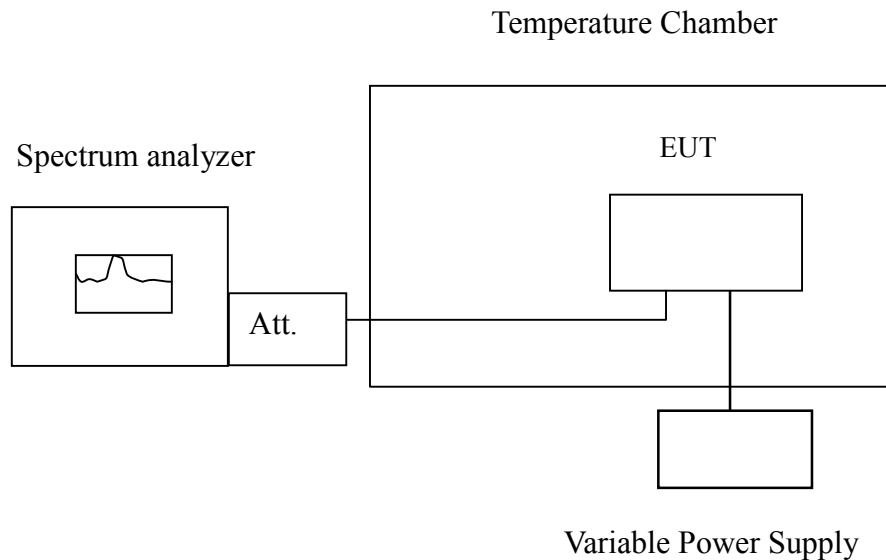 Temperature Chamber
Spectrum analyzer
EUT
Att.
Variable Power Supply